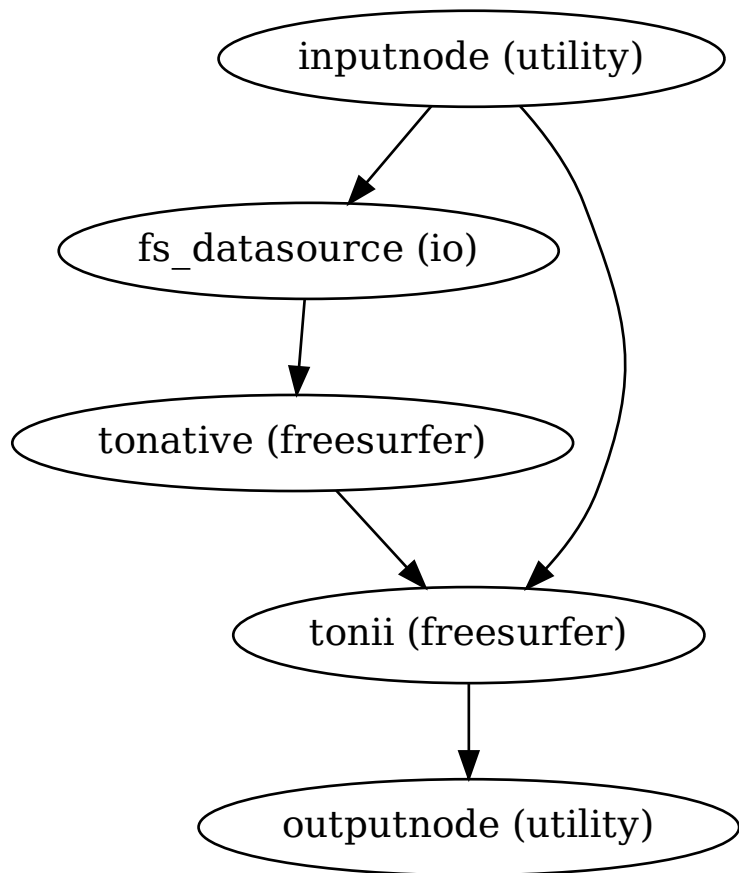 inputnode (utility)
fs_datasource (io)
tonative (freesurfer)
tonii (freesurfer)
outputnode (utility)